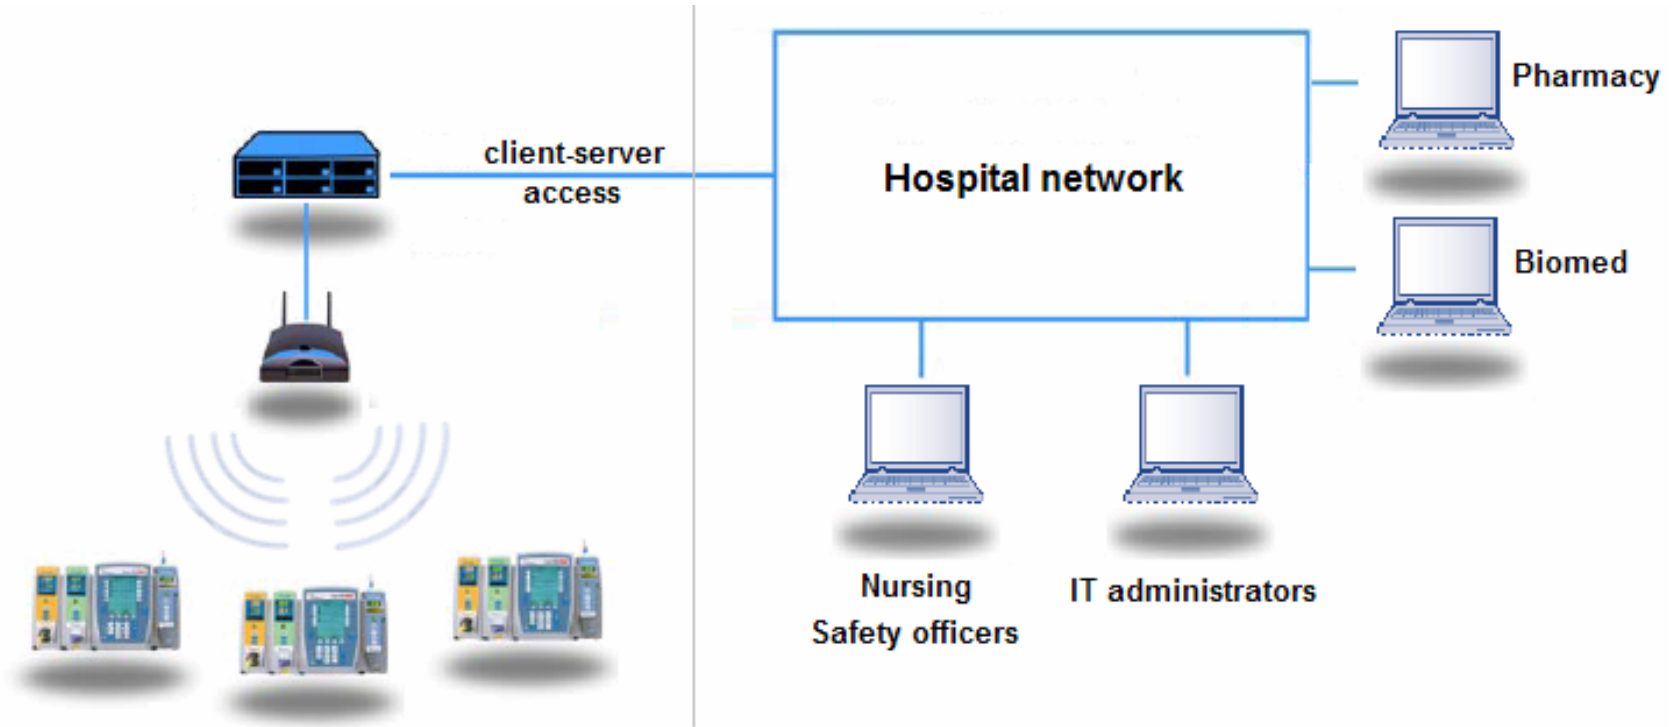 client-server
access
Hospital network
Pharmacy
Biomed
Nursing
Safety officers
IT administrators